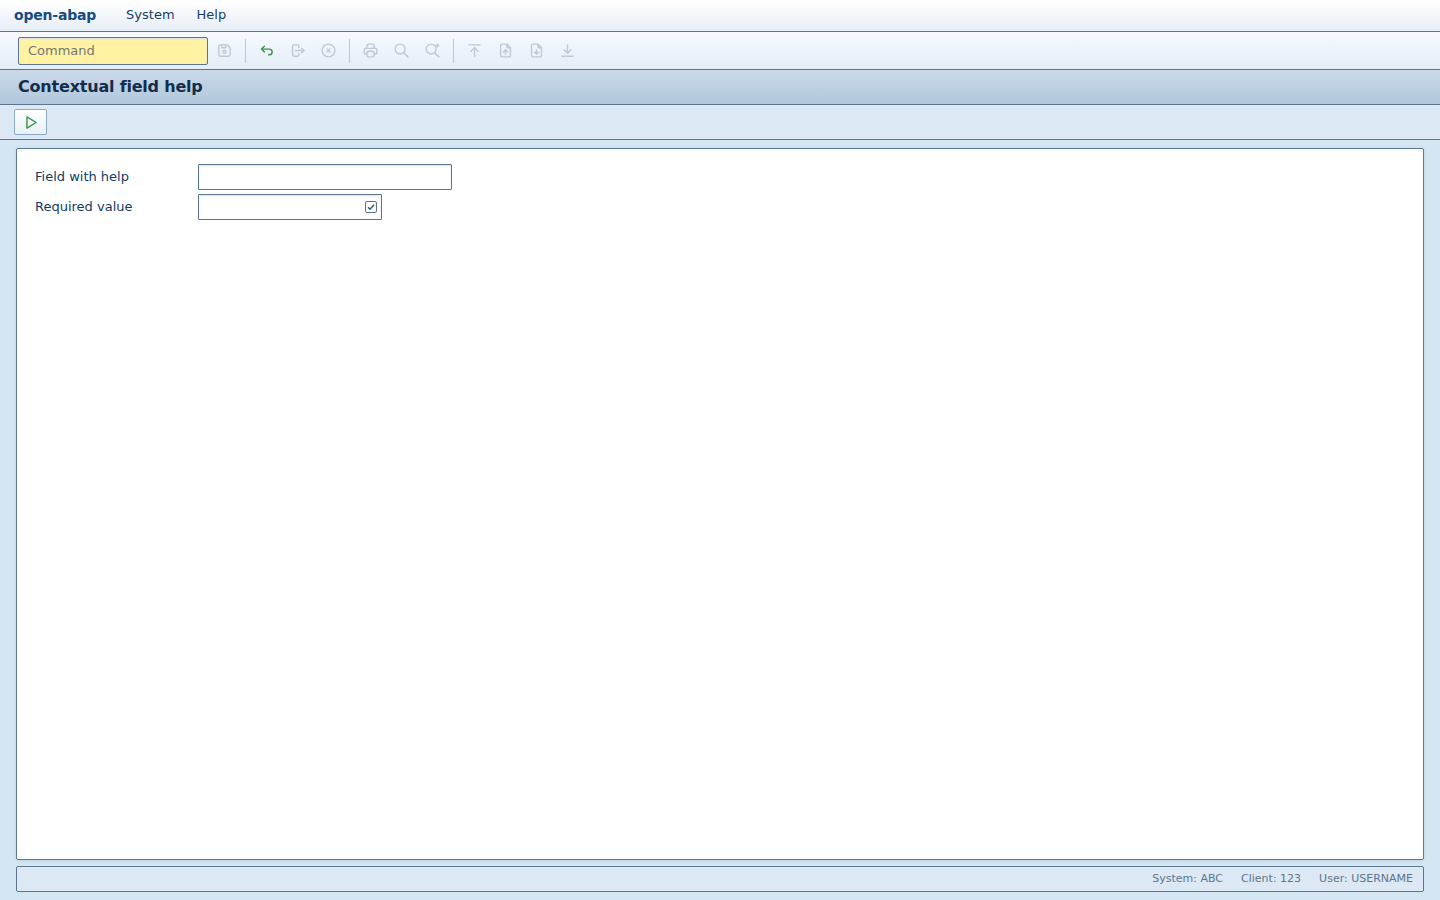 open-abap System Help
Command
Contextual field help
Field with help
Required value
System: ABC Client: 123 User: USERNAME